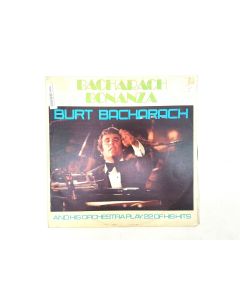 BACHARACH
BONANZA
BURT BACHARACH
AND HIS ORCHESTRA PLAY 22 OF HIS HITS